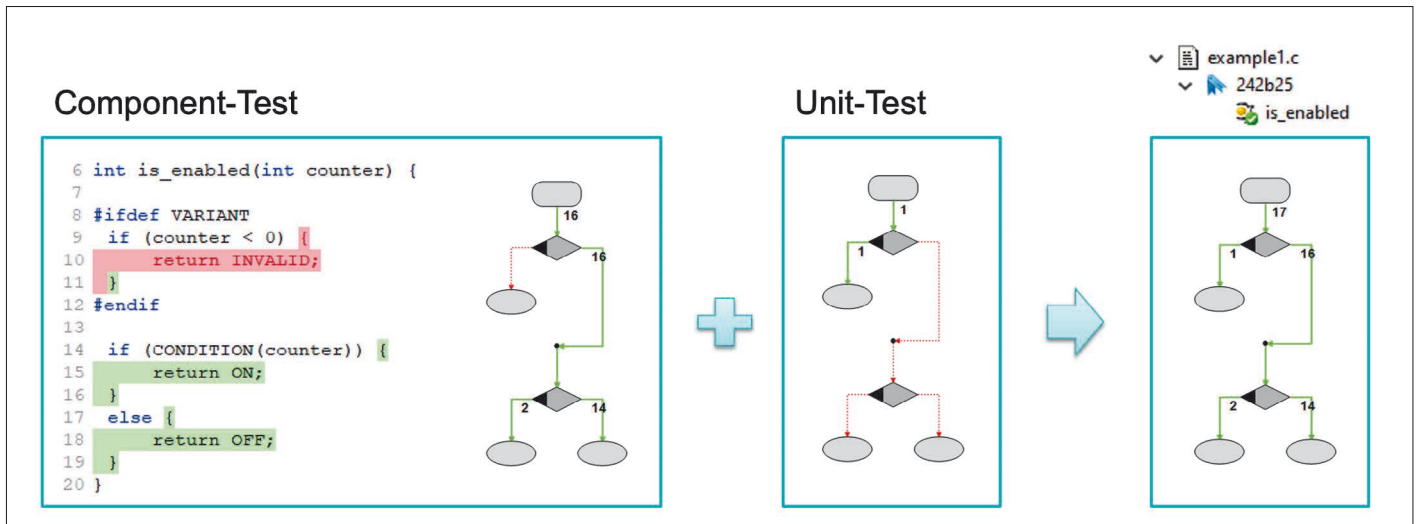 Component-Test
6 int is_enabled(int counter) {
7
8 #ifdef VARIANT
9 if (counter < 0) {
10 return INVALID;
11 }
12 #endif
13
14 if (CONDITION(counter)) {
15 return ON;
16 }
17 else {
18 return OFF;
19 }
20 }
16
16
2 14
Unit-Test
1
1
example1.c
242b25
is_enabled
17
1 16
2 14